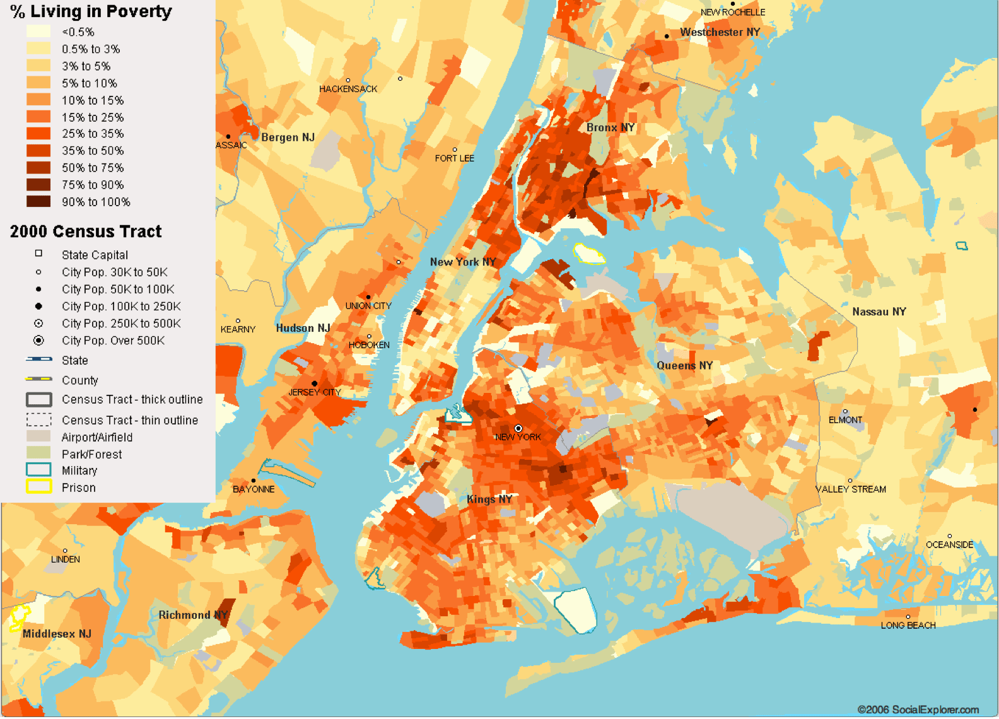 % Living in Poverty
<0.5%
0.5% to 3%
3% to 5%
5% to 10%
10% to 15%
15% to 25%
25% to 35%
35% to 50%
50% to 75%
75% to 90%
90% to 100%
2000 Census Tract
State Capital
City Pop. 30K to 50K
City Pop. 50K to 100K
City Pop. 100K to 250K
City Pop. 250K to 500K
City Pop. Over 500K
State
County
Census Tract - thick outline
Census Tract - thin outline
Airport/Airfield
Park/Forest
Military
Prison
NEW ROCHELLE
Westchester NY
HACKENSACK
Bronx NY
Bergen NJ
ASSAIC
FORT LEE
New York NY
UNION CITY
Nassau NY
KEARNY
Hudson NJ
HOBOKEN
Queens NY
JERSEY CITY
ELMONT
NEW YORK
BAYONNE
VALLEY STREAM
Kings NY
OCEANSIDE
LINDEN
Richmond NY
LONG BEACH
Middlesex NJ
©2006 SocialExplorer.com